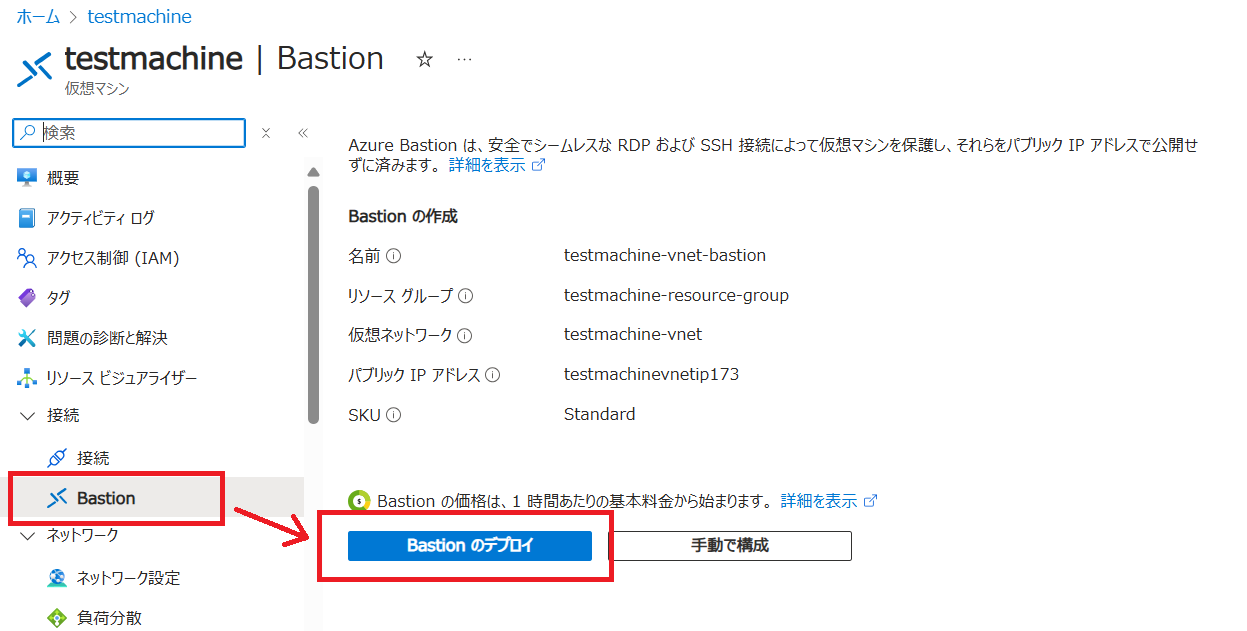 ホーム > testmachine
testmachine | Bastion ☆ …
仮想マシン
検索
概要
アクティビティ ログ
アクセス制御 (IAM)
タグ
問題の診断と解決
リソース ビジュアライザー
接続
接続
Bastion
ネットワーク
ネットワーク設定
負荷分散
Azure Bastion は、安全でシームレスな RDP および SSH 接続によって仮想マシンを保護し、それらをパブリック IP アドレスで公開せ
ずに済みます。 詳細を表示
Bastion の作成
名前 testmachine-vnet-bastion
リソース グループ testmachine-resource-group
仮想ネットワーク testmachine-vnet
パブリック IP アドレス testmachinevnetip173
SKU Standard
Bastion の価格は、1 時間あたりの基本料金から始まります。 詳細を表示
Bastion のデプロイ 手動で構成